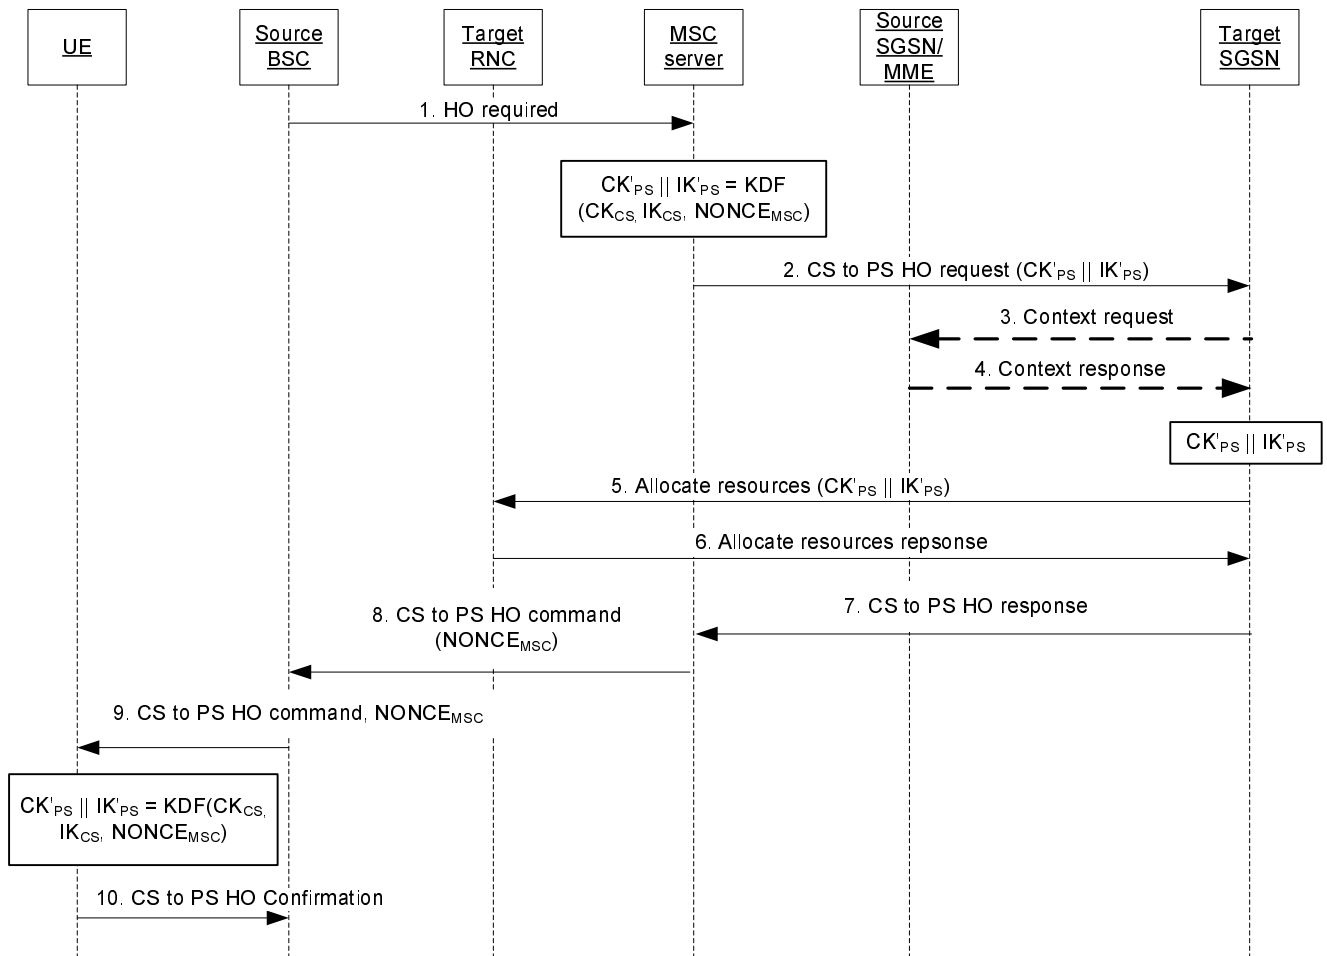 UE
Source
BSC
Target
RNC
MSC
server
Source
SGSN/
MME
Target
SGSN
1. HO required
CK'PS || IK'PS = KDF
(CKCS, IKCS, NONCEMSC)
2. CS to PS HO request (CK'PS || IK'PS)
3. Context request
4. Context response
CK'PS || IK'PS
5. Allocate resources (CK'PS || IK'PS)
6. Allocate resources repsonse
7. CS to PS HO response
8. CS to PS HO command
(NONCEMSC)
9. CS to PS HO command, NONCEMSC
CK'PS || IK'PS = KDF(CKCS,
IKCS, NONCEMSC)
10. CS to PS HO Confirmation